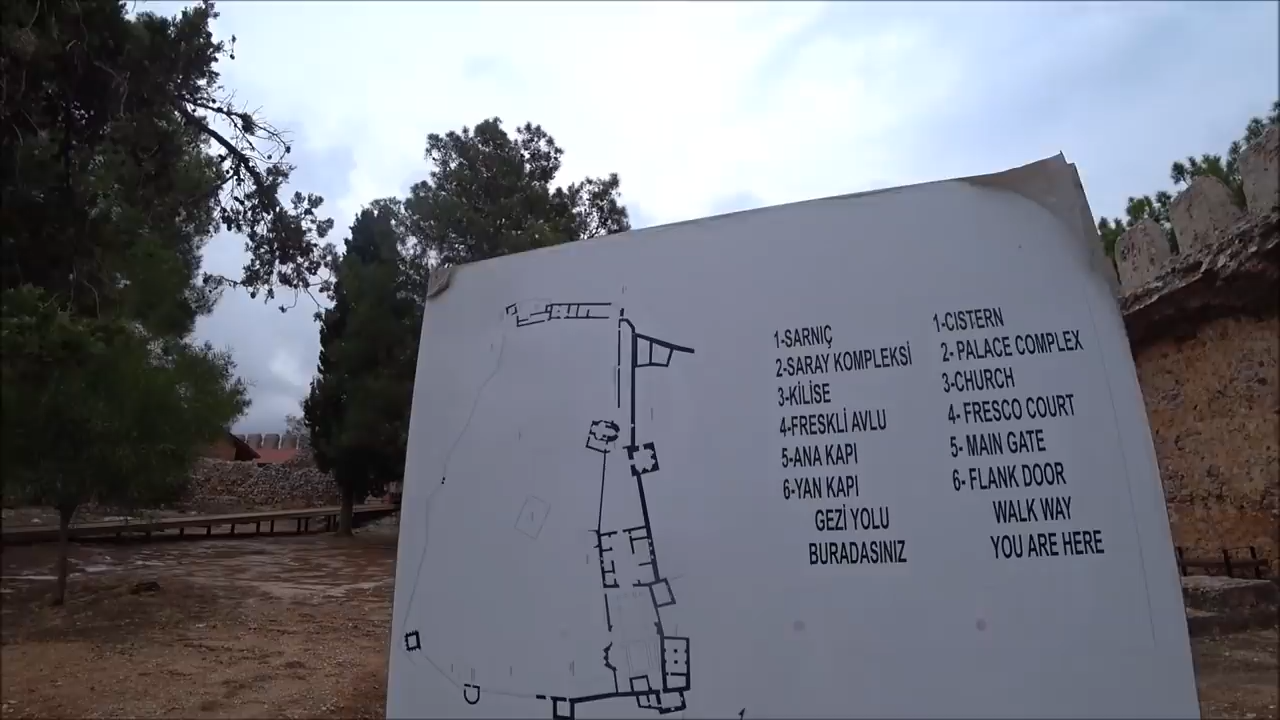 1-SARNIÇ
2-SARAY KOMPLEKSİ
3-KİLİSE
4-FRESKLİ AVLU
5-ANA KAPI
6-YAN KAPI
GEZİ YOLU
BURADASINIZ
1-CISTERN
2- PALACE COMPLEX
3-CHURCH
4- FRESCO COURT
5- MAIN GATE
6- FLANK DOOR
WALK WAY
YOU ARE HERE